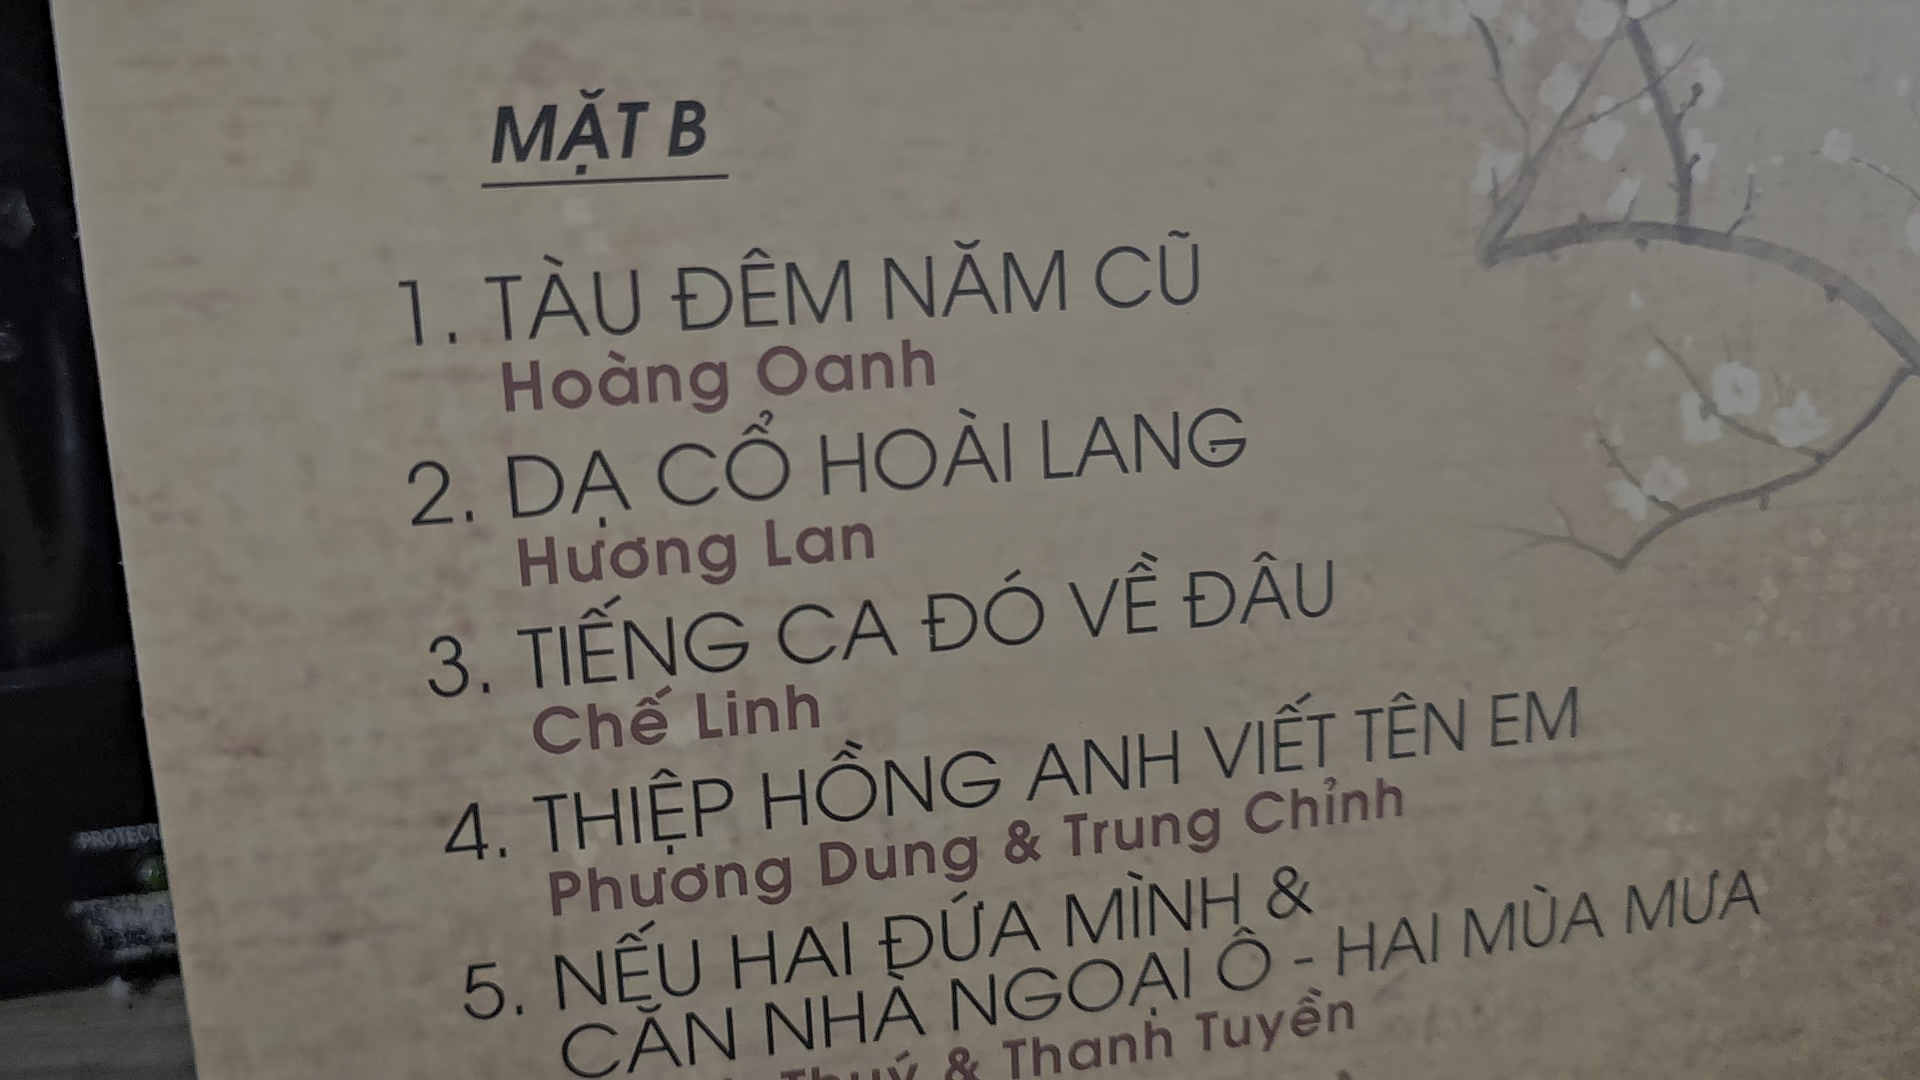 MẶT B
1. TÀU ĐÊM NĂM CŨ
Hoàng Oanh
2. DẠ CỔ HOÀI LANG
Hương Lan
3. TIẾNG CA ĐÓ VỀ ĐÂU
Chế Linh
4. THIỆP HỒNG ANH VIẾT TÊN EM
Phương Dung & Trung Chỉnh
5. NẾU HAI ĐỨA MÌNH &
CĂN NHÀ NGOẠI Ô - HAI MÙA MƯA
& Thanh Tuyền